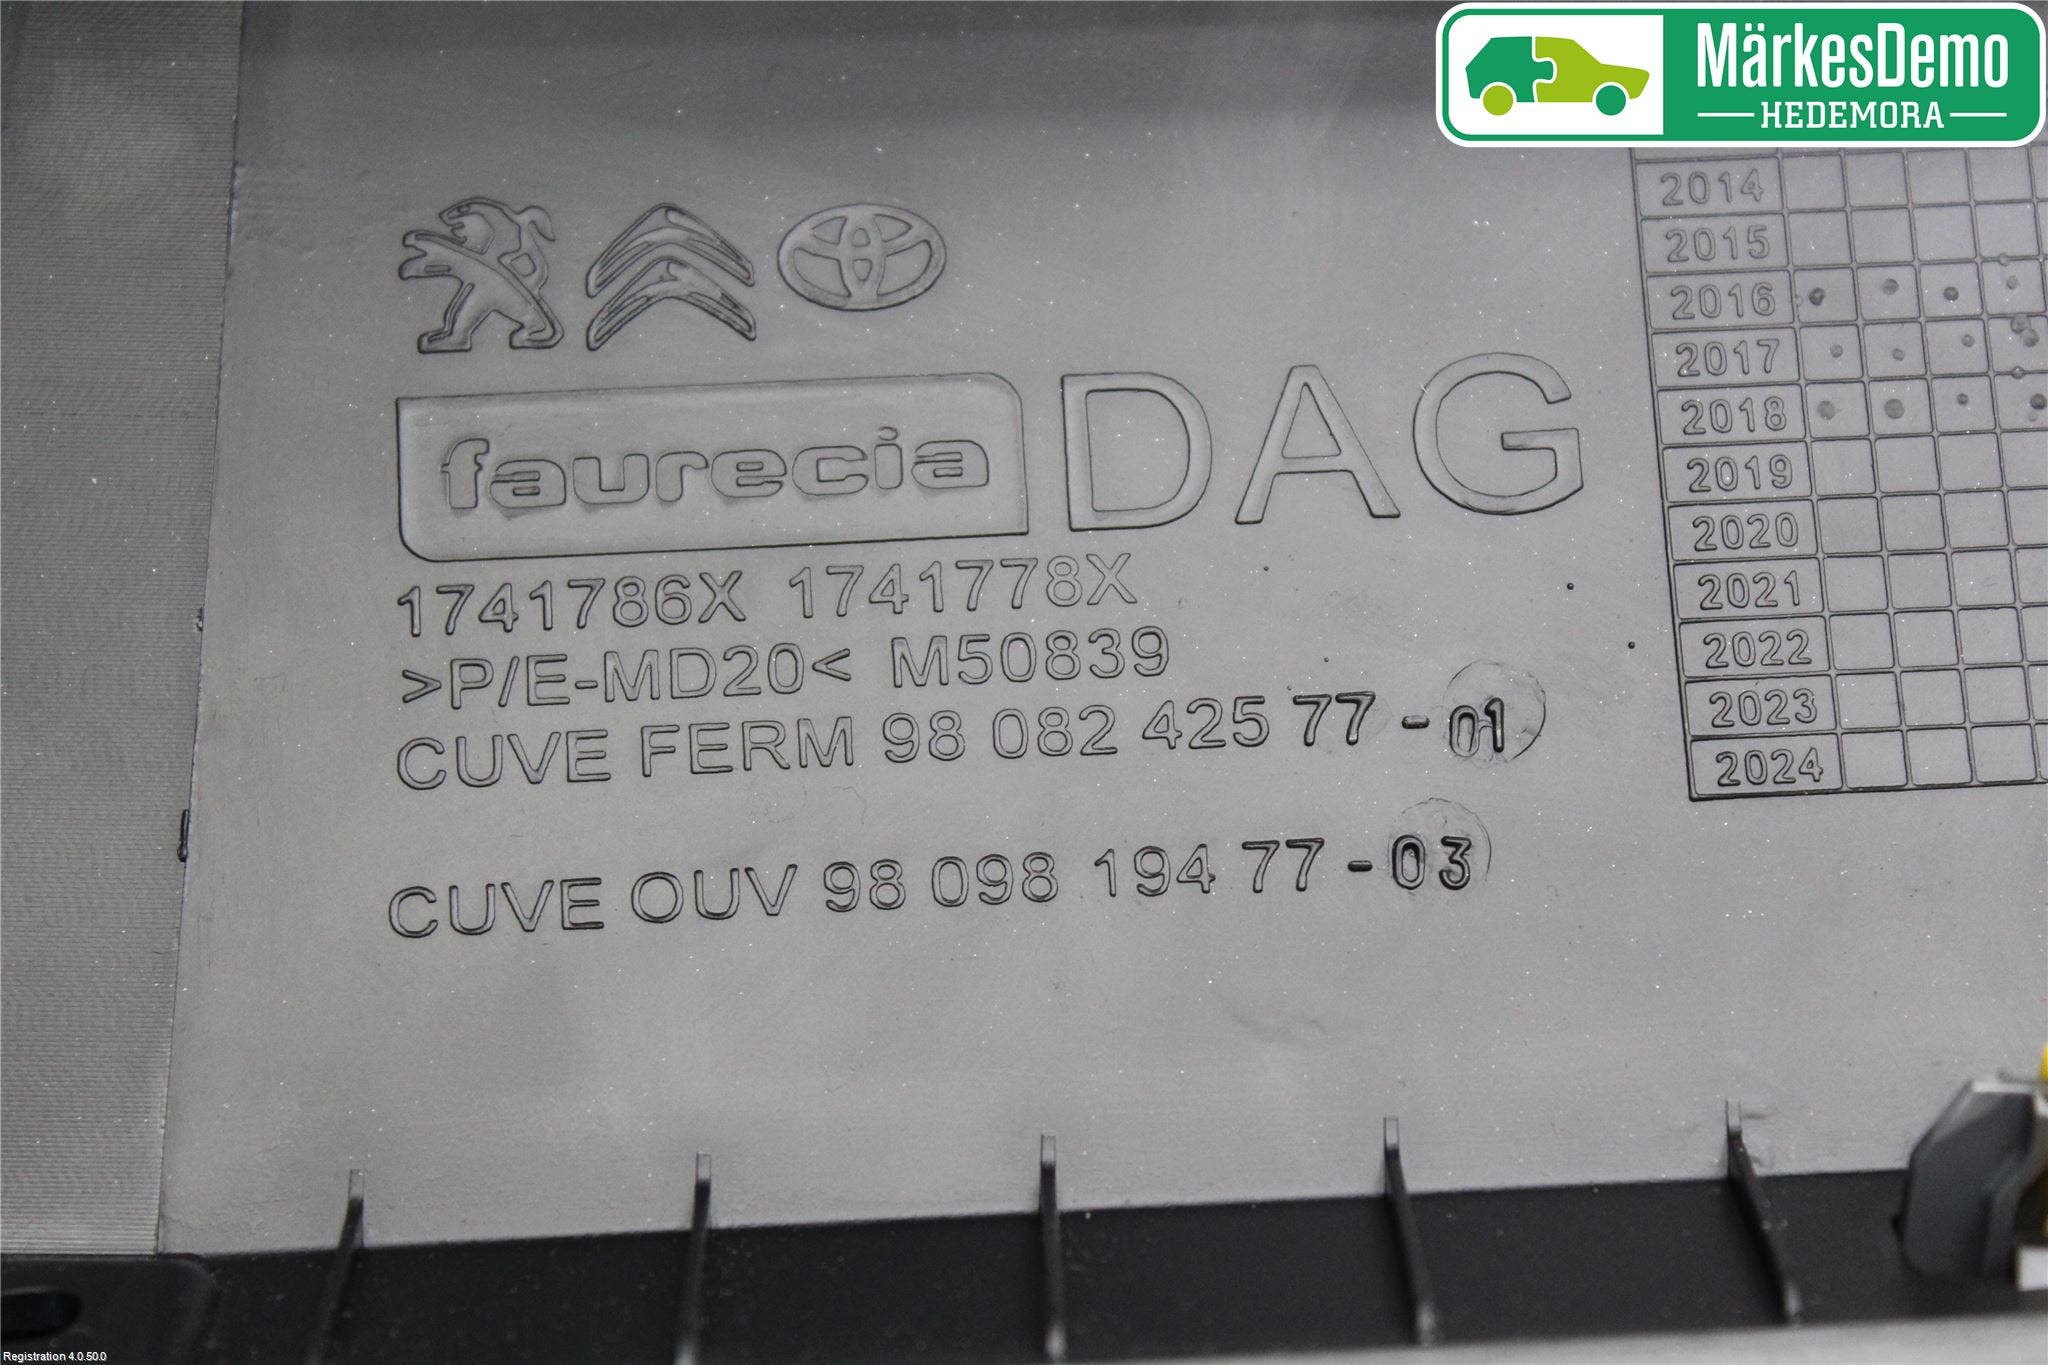 MärkesDemo
HEDEMORA
2014
2015
2016
2017
2018
2019
2020
2021
2022
2023
2024
faurecia DAG
1741786X 1741778X
>P/E-MD20< M50839
CUVE FERM 98 082 425 77-01
CUVE OUV 98 098 194 77-03
Registration 4.0.50.0